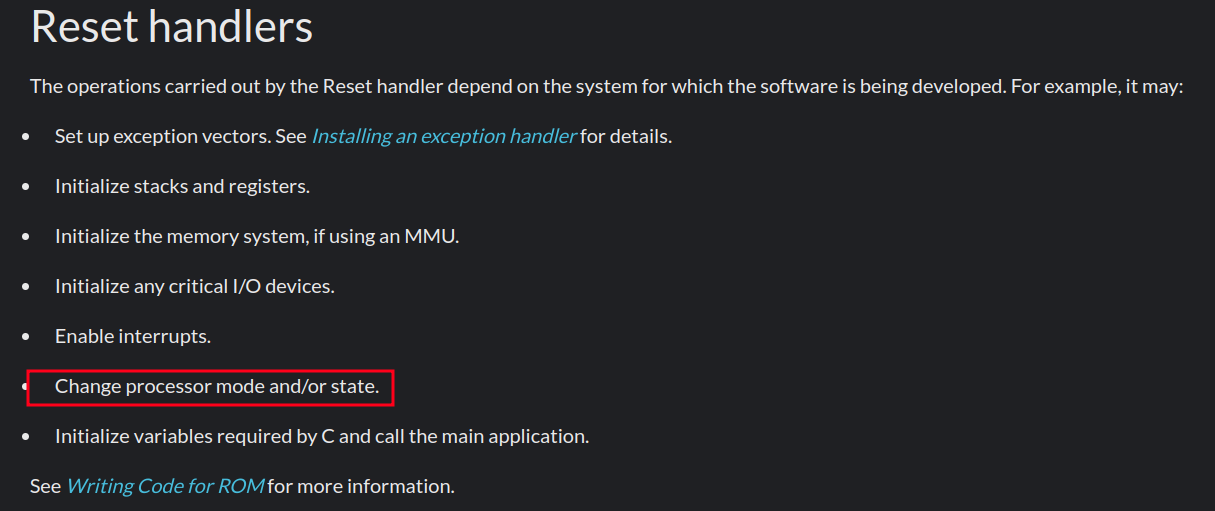 Reset handlers
The operations carried out by the Reset handler depend on the system for which the software is being developed. For example, it may:
Set up exception vectors. See Installing an exception handler for details.
Initialize stacks and registers.
Initialize the memory system, if using an MMU.
Initialize any critical I/O devices.
Enable interrupts.
Change processor mode and/or state.
Initialize variables required by C and call the main application.
See Writing Code for ROM for more information.